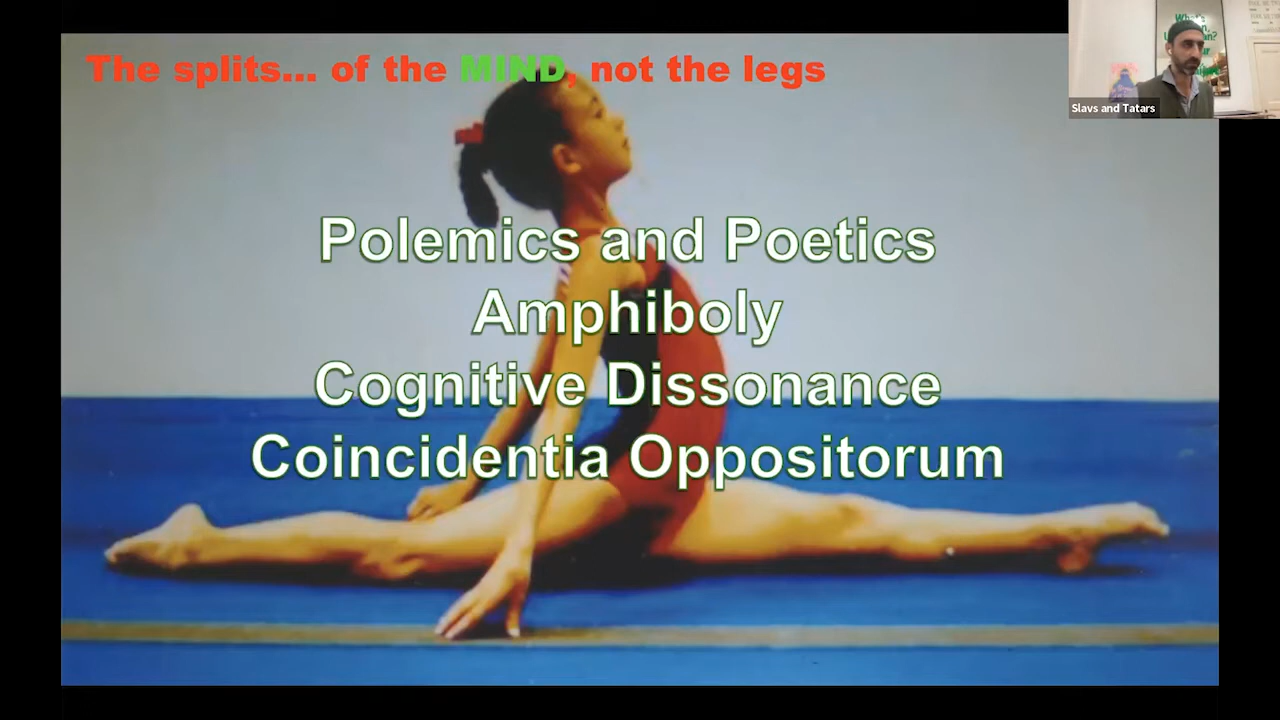 The splits... of the MIND, not the legs
Polemics and Poetics
Amphiboly
Cognitive Dissonance
Coincidentia Oppositorum
Slavs and Tatars